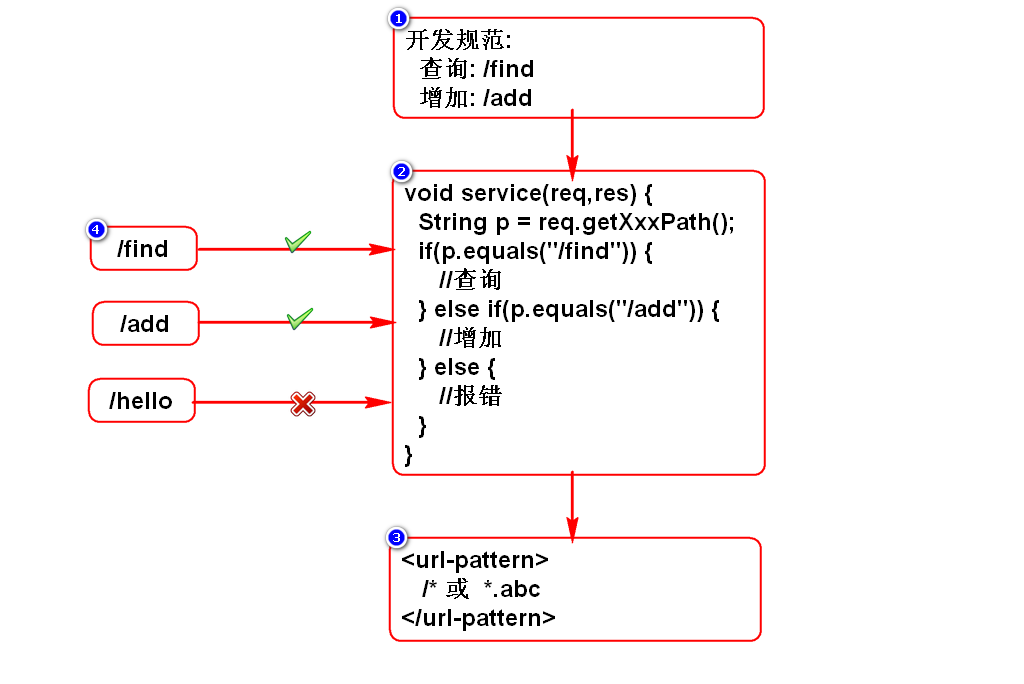 1
开发规范:
查询: /find
增加: /add
2
void service(req,res) {
String p = req.getXxxPath();
if(p.equals("/find")) {
//查询
} else if(p.equals("/add")) {
//增加
} else {
//报错
}
}
4
/find
/add
/hello
3
<url-pattern>
/* 或 *.abc
</url-pattern>